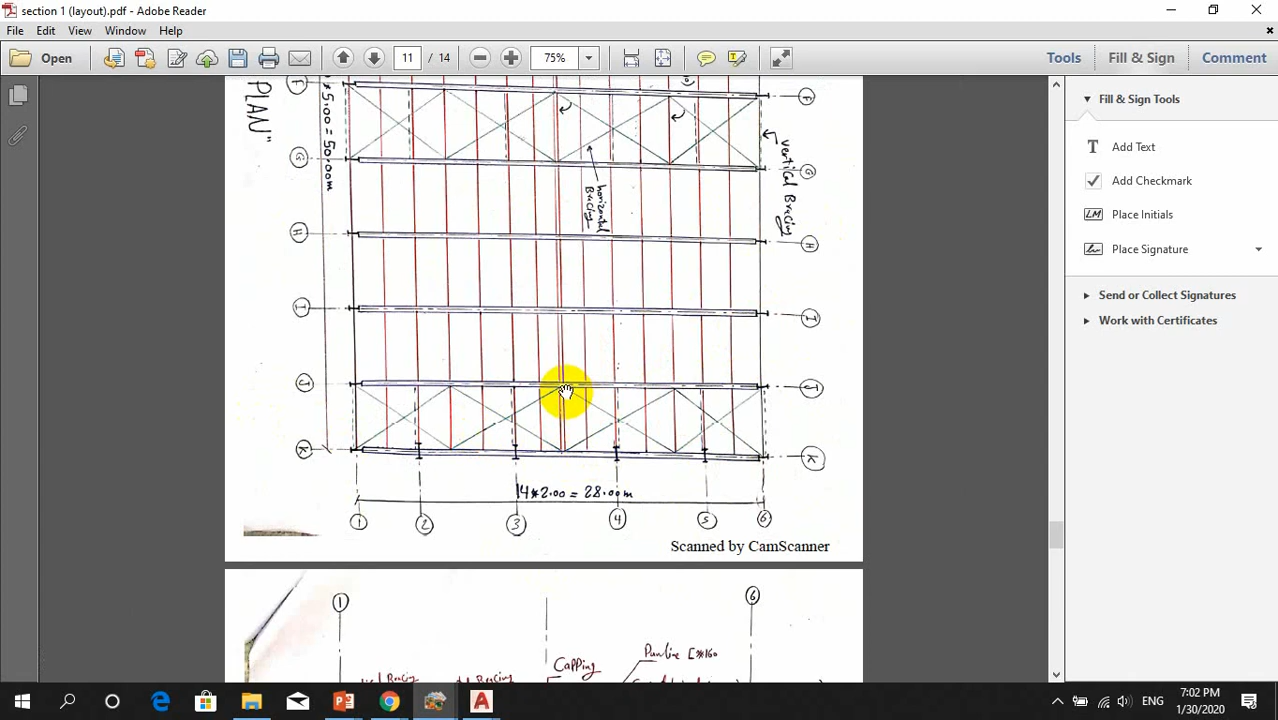 section 1 (layout).pdf - Adobe Reader
File Edit View Window Help
Open 11 / 14 75% Tools Fill & Sign Comment
Fill & Sign Tools
Add Text
Add Checkmark
Place Initials
Place Signature
Send or Collect Signatures
Work with Certificates
F F
PLAN"
* 5.00 = 50.00m
vertical Bracing
G G
horizontal
Bracing
H H
I I
J J
K K
14*2.00 = 28.00m
1 2 3 4 5 6
Scanned by CamScanner
1 6
Capping
ENG
7:02 PM
1/30/2020